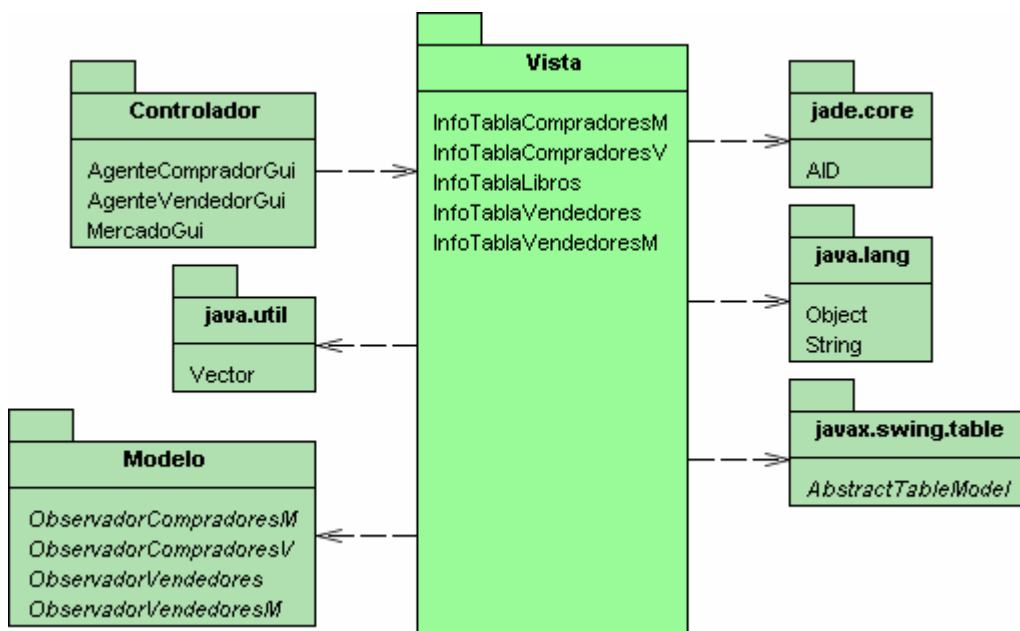 Controlador
AgenteCompradorGui
AgenteVendedorGui
MercadoGui
java.util
Vector
Modelo
ObservadorCompradoresM
ObservadorCompradoresV
ObservadorVendedores
ObservadorVendedoresM
Vista
InfoTablaCompradoresM
InfoTablaCompradoresV
InfoTablaLibros
InfoTablaVendedores
InfoTablaVendedoresM
jade.core
AID
java.lang
Object
String
javax.swing.table
AbstractTableModel